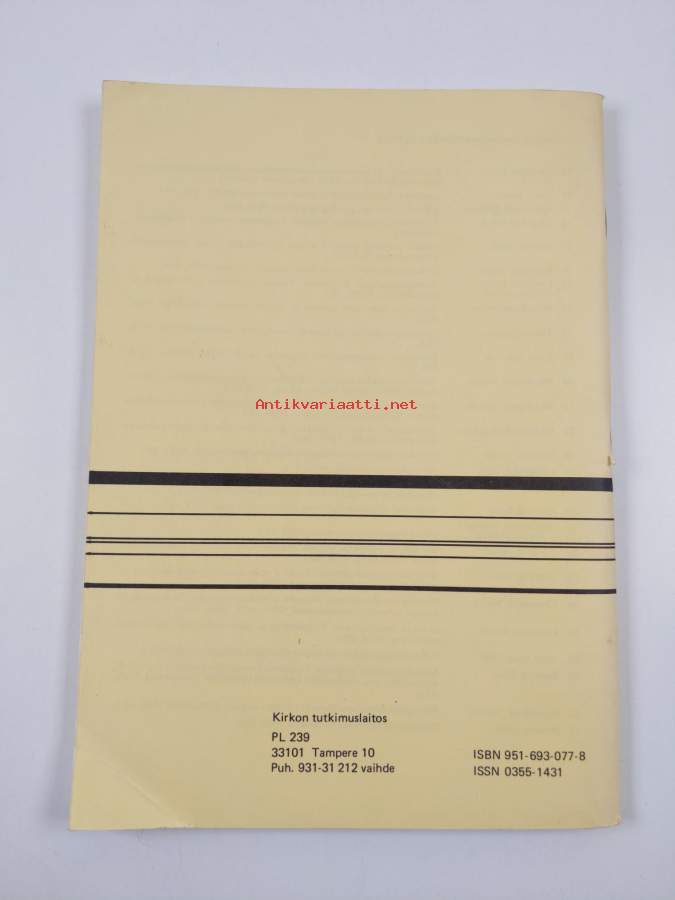 Antikvariaatti.net
Kirkon tutkimuslaitos
PL 239
33101 Tampere 10
Puh. 931-31 212 vaihde
ISBN 951-693-077-8
ISSN 0355-1431